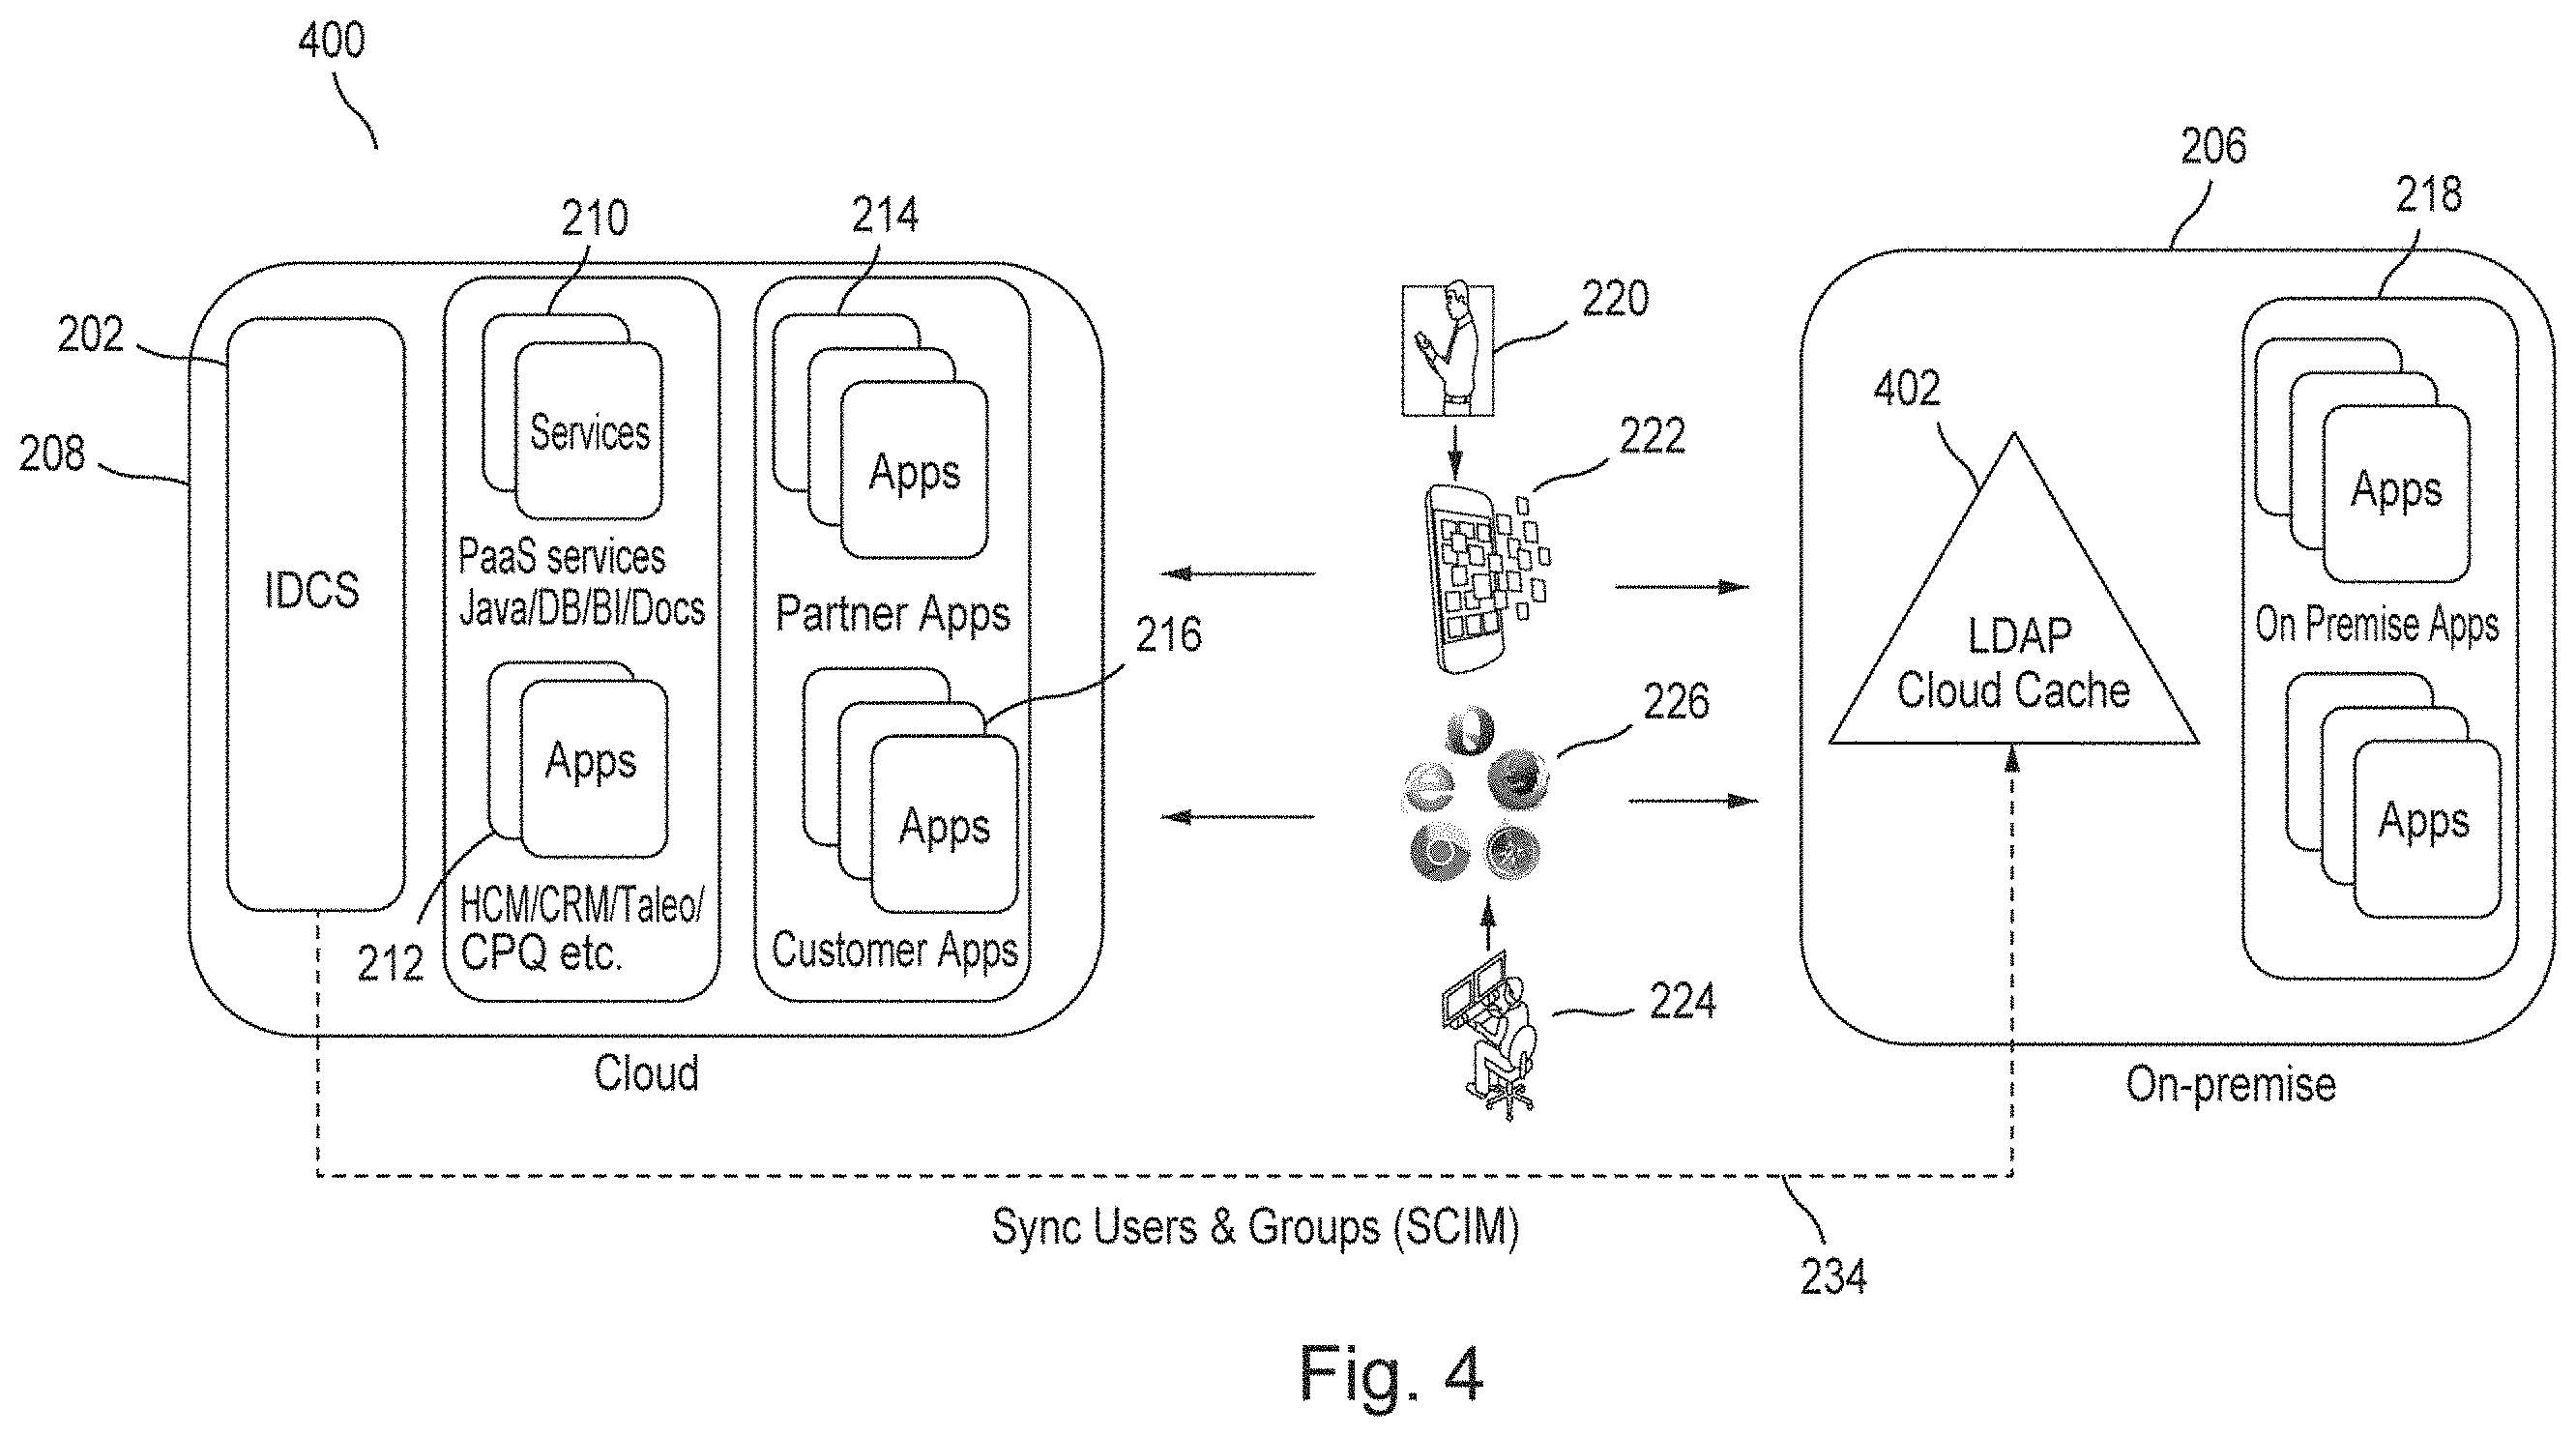 400
206
218
210
214
202
208
220
222
402
Services
Apps
Apps
IDCS
PaaS services
Java/DB/BI/Docs
Partner Apps
216
LDAP
Cloud Cache
On Premise Apps
226
Apps
Apps
Apps
212
HCM/CRM/Taleo/
CPQ etc.
Customer Apps
224
Cloud
On-premise
Sync Users & Groups (SCIM)
234
Fig. 4